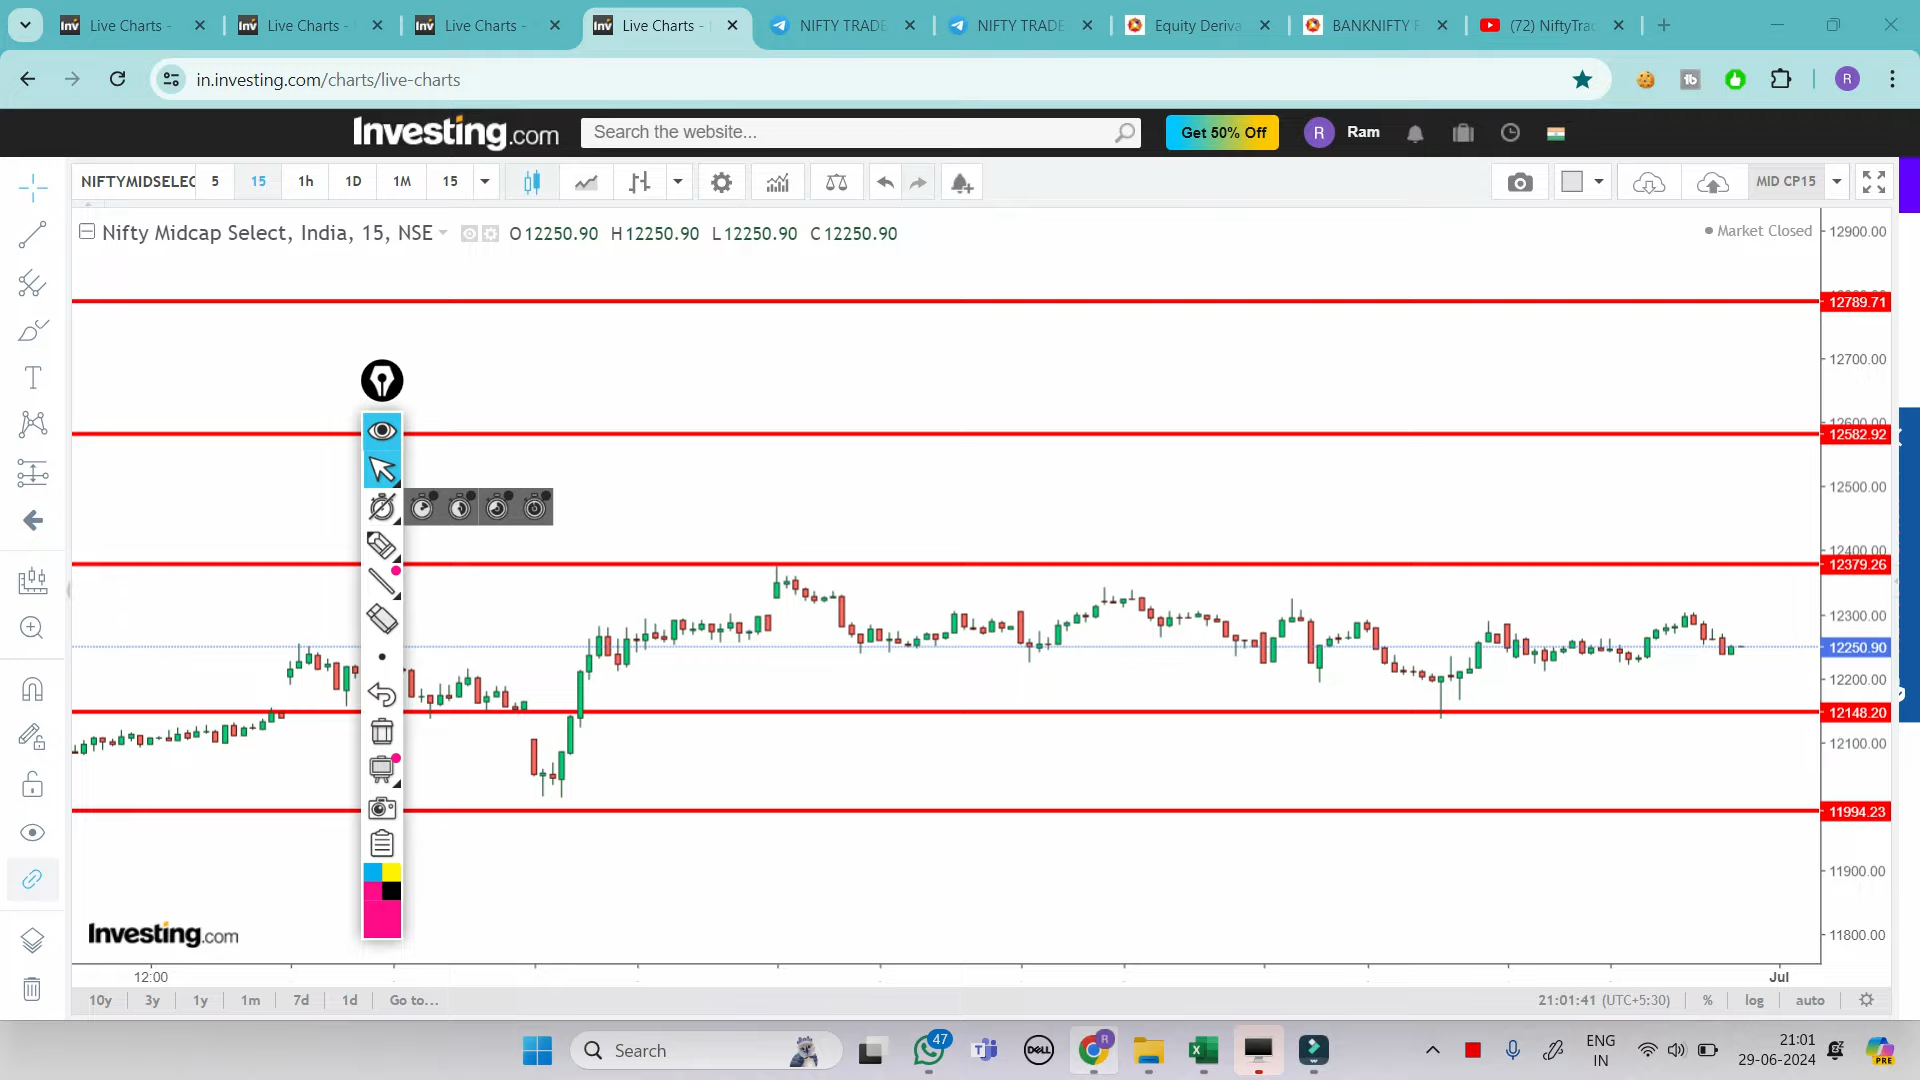 Live Charts -
Live Charts -
Live Charts -
Live Charts -
NIFTY TRADE
NIFTY TRADE
Equity Deriva
BANKNIFTY F
(72) NiftyTra
in.investing.com/charts/live-charts
R
Investing.com
Search the website...
Get 50% Off
R
Ram
NIFTYMIDSELEC
5
15
1h
1D
1M
15
MID CP15
Nifty Midcap Select, India, 15, NSE
O 12250.90 H 12250.90 L 12250.90 C 12250.90
Market Closed
12900.00
12789.71
12700.00
12582.92
12500.00
12400.00
12379.26
12300.00
12250.90
12200.00
12148.20
12100.00
11994.23
11900.00
11800.00
Investing.com
12:00
Jul
10y
3y
1y
1m
7d
1d
Go to...
21:01:41 (UTC+5:30)
%
log
auto
Search
47
DELL
R
ENG
IN
21:01
29-06-2024
PRE